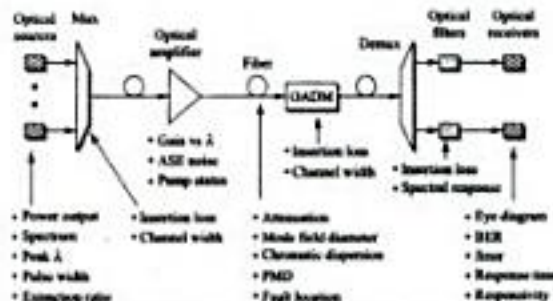 Optical sources
Mux
Optical amplifier
Fiber
OADM
Demux
Optical filters
Optical receivers
• Gain vs λ
• ASE noise
• Pump status
• Insertion loss
• Channel width
• Insertion loss
• Spectral response
• Power output
• Spectrum
• Peak λ
• Pulse width
• Extinction ratio
• Insertion loss
• Channel width
• Attenuation
• Mode field diameter
• Chromatic dispersion
• PMD
• Fault location
• Eye diagram
• BER
• Jitter
• Response time
• Responsivity